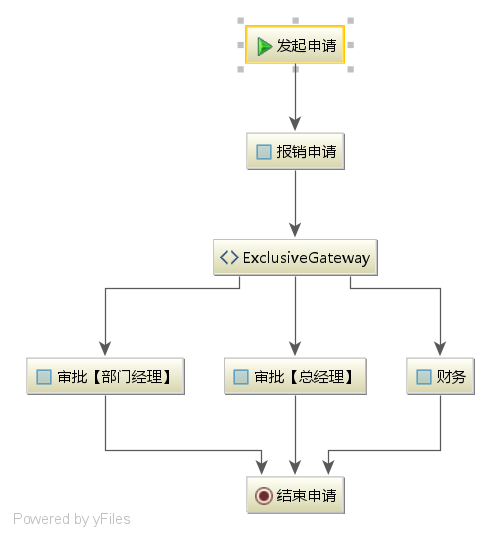 发起申请
报销申请
ExclusiveGateway
审批【部门经理】
审批【总经理】
财务
结束申请
Powered by yFiles